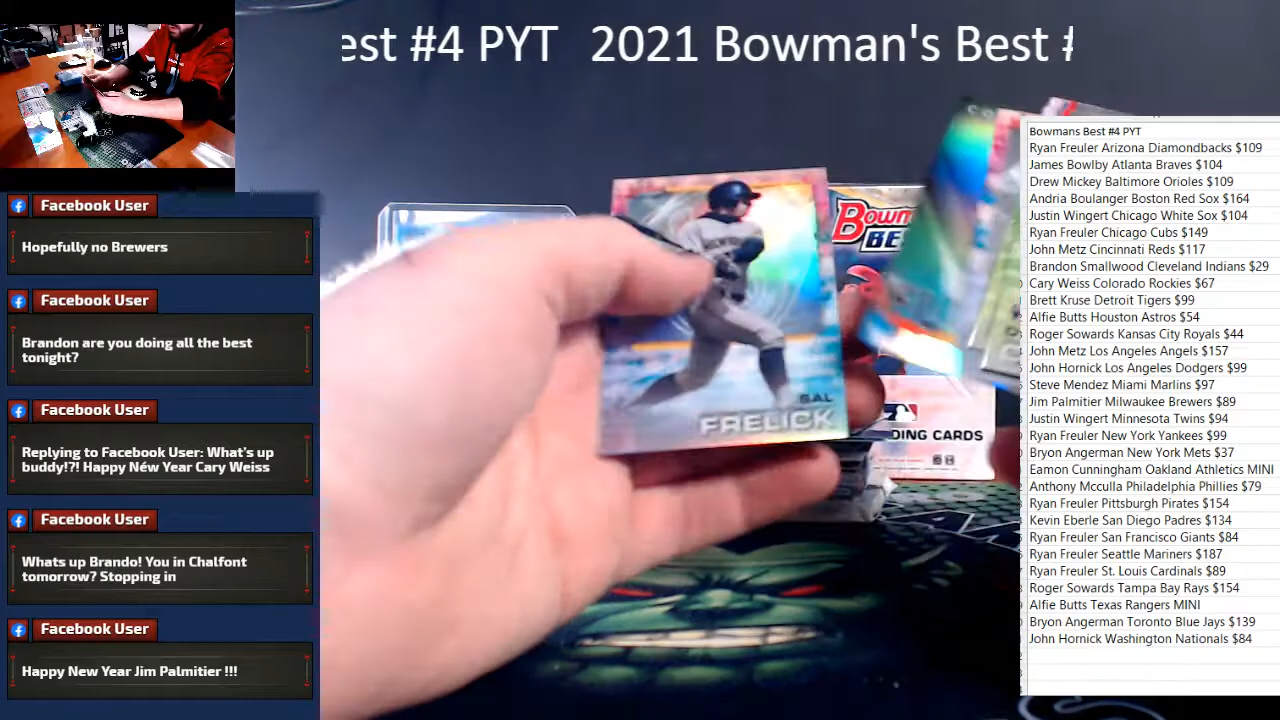 est #4 PYT 2021 Bowman's Best #
Facebook User
Hopefully no Brewers
Facebook User
Brandon are you doing all the best
tonight?
Facebook User
Replying to Facebook User: What's up
buddy!?! Happy Néw Year Cary Weiss
Facebook User
Whats up Brando! You in Chalfont
tomorrow? Stopping in
Facebook User
Happy New Year Jim Palmitier !!!
SAL
FRELICK
Bown
BE
DING CARDS
Bowmans Best #4 PYT
Ryan Freuler Arizona Diamondbacks $109
James Bowlby Atlanta Braves $104
Drew Mickey Baltimore Orioles $109
Andria Boulanger Boston Red Sox $164
Justin Wingert Chicago White Sox $104
Ryan Freuler Chicago Cubs $149
John Metz Cincinnati Reds $117
Brandon Smallwood Cleveland Indians $29
Cary Weiss Colorado Rockies $67
Brett Kruse Detroit Tigers $99
Alfie Butts Houston Astros $54
Roger Sowards Kansas City Royals $44
John Metz Los Angeles Angels $157
John Hornick Los Angeles Dodgers $99
Steve Mendez Miami Marlins $97
Jim Palmitier Milwaukee Brewers $89
Justin Wingert Minnesota Twins $94
Ryan Freuler New York Yankees $99
Bryon Angerman New York Mets $37
Eamon Cunningham Oakland Athletics MINI
Anthony Mcculla Philadelphia Phillies $79
Ryan Freuler Pittsburgh Pirates $154
Kevin Eberle San Diego Padres $134
Ryan Freuler San Francisco Giants $84
Ryan Freuler Seattle Mariners $187
Ryan Freuler St. Louis Cardinals $89
Roger Sowards Tampa Bay Rays $154
Alfie Butts Texas Rangers MINI
Bryon Angerman Toronto Blue Jays $139
John Hornick Washington Nationals $84